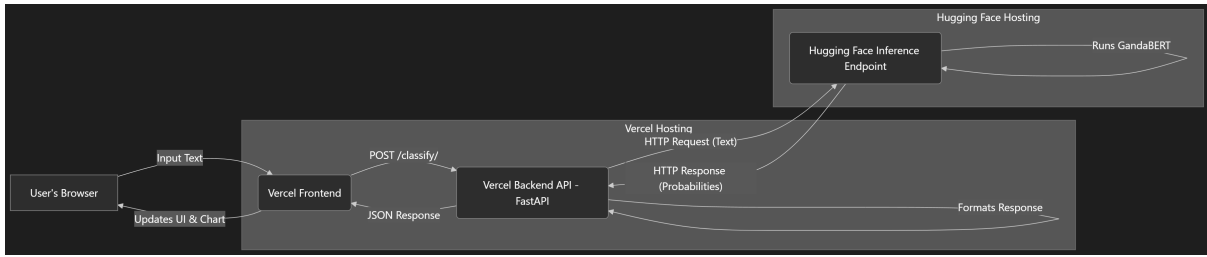 Hugging Face Hosting
Hugging Face Inference
Endpoint
Runs GandaBERT
Vercel Hosting
HTTP Request (Text)
Input Text
POST /classify/
HTTP Response
(Probabilities)
User's Browser
Vercel Frontend
Vercel Backend API -
FastAPI
Updates UI & Chart
JSON Response
Formats Response